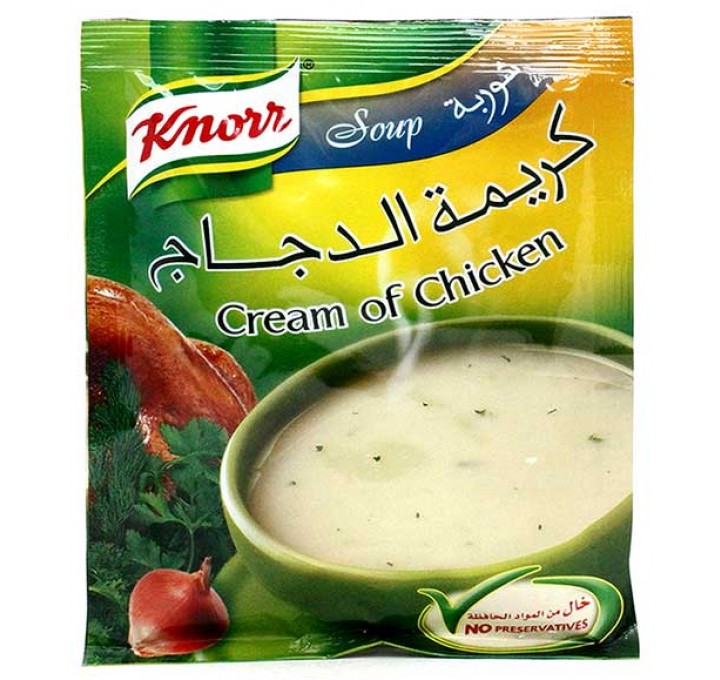 Knorr®
Soup شوربة
كريمة الدجاج
Cream of Chicken
خال من المواد الحافظة
NO PRESERVATIVES